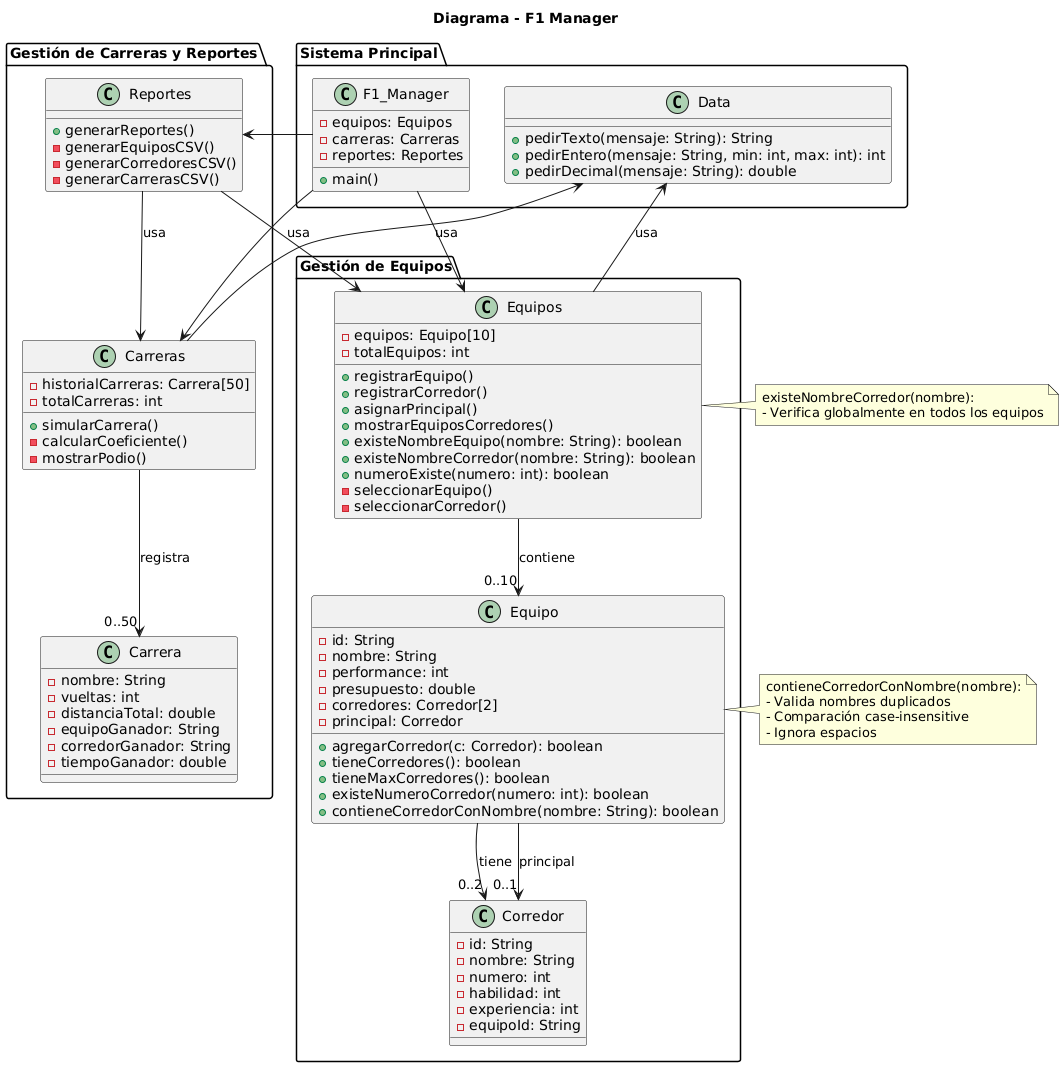 Diagrama - F1 Manager
Gestión de Carreras y Reportes
Sistema Principal
C Reportes
generarReportes()
generarEquiposCSV()
generarCorredoresCSV()
generarCarrerasCSV()
C F1_Manager
equipos: Equipos
carreras: Carreras
reportes: Reportes
main()
C Data
pedirTexto(mensaje: String): String
pedirEntero(mensaje: String, min: int, max: int): int
pedirDecimal(mensaje: String): double
usa
usa
usa
usa
Gestión de Equipos
C Equipos
equipos: Equipo[10]
totalEquipos: int
registrarEquipo()
registrarCorredor()
asignarPrincipal()
mostrarEquiposCorredores()
existeNombreEquipo(nombre: String): boolean
existeNombreCorredor(nombre: String): boolean
numeroExiste(numero: int): boolean
seleccionarEquipo()
seleccionarCorredor()
existeNombreCorredor(nombre):
- Verifica globalmente en todos los equipos
C Carreras
historialCarreras: Carrera[50]
totalCarreras: int
simularCarrera()
calcularCoeficiente()
mostrarPodio()
registra
0..50
contiene
0..10
C Carrera
nombre: String
vueltas: int
distanciaTotal: double
equipoGanador: String
corredorGanador: String
tiempoGanador: double
C Equipo
id: String
nombre: String
performance: int
presupuesto: double
corredores: Corredor[2]
principal: Corredor
agregarCorredor(c: Corredor): boolean
tieneCorredores(): boolean
tieneMaxCorredores(): boolean
existeNumeroCorredor(numero: int): boolean
contieneCorredorConNombre(nombre: String): boolean
contieneCorredorConNombre(nombre):
- Valida nombres duplicados
- Comparación case-insensitive
- Ignora espacios
tiene
principal
0..2
0..1
C Corredor
id: String
nombre: String
numero: int
habilidad: int
experiencia: int
equipoId: String